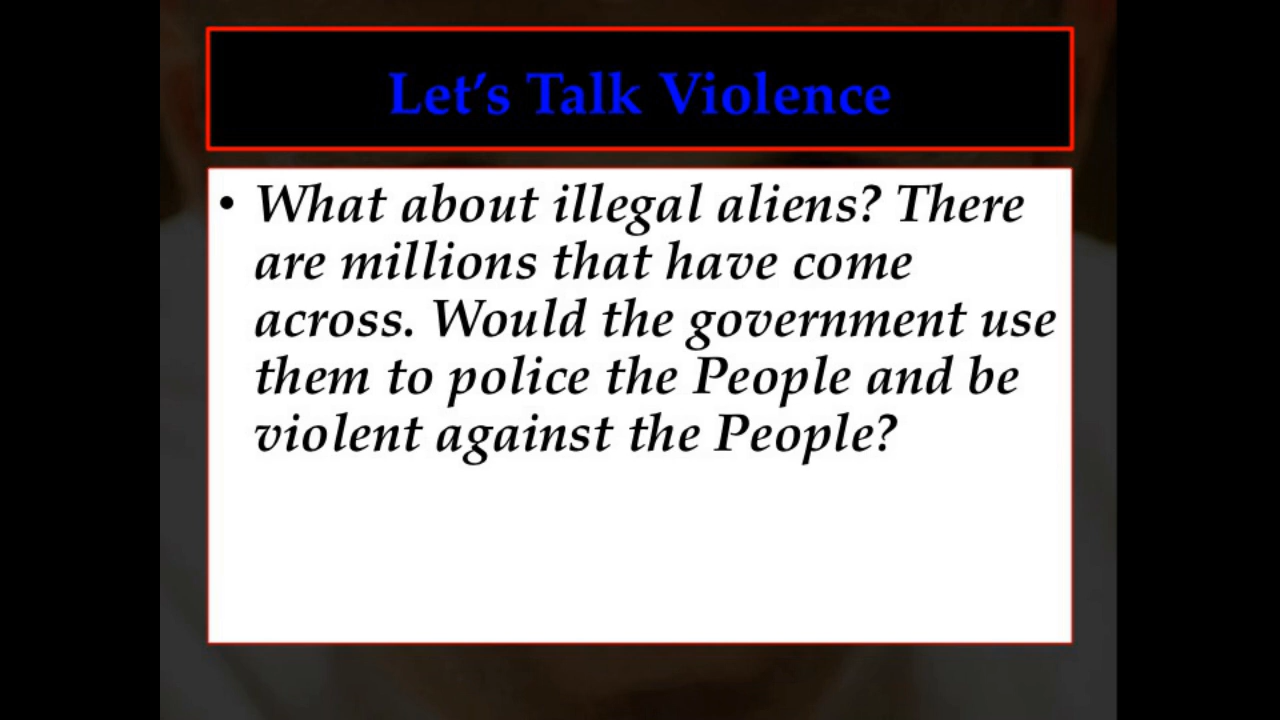 Let’s Talk Violence
• What about illegal aliens? There
are millions that have come
across. Would the government use
them to police the People and be
violent against the People?